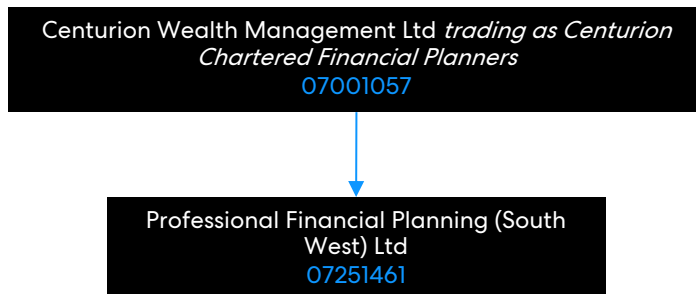 Centurion Wealth Management Ltd trading as Centurion
Chartered Financial Planners
07001057
Professional Financial Planning (South
West) Ltd
07251461